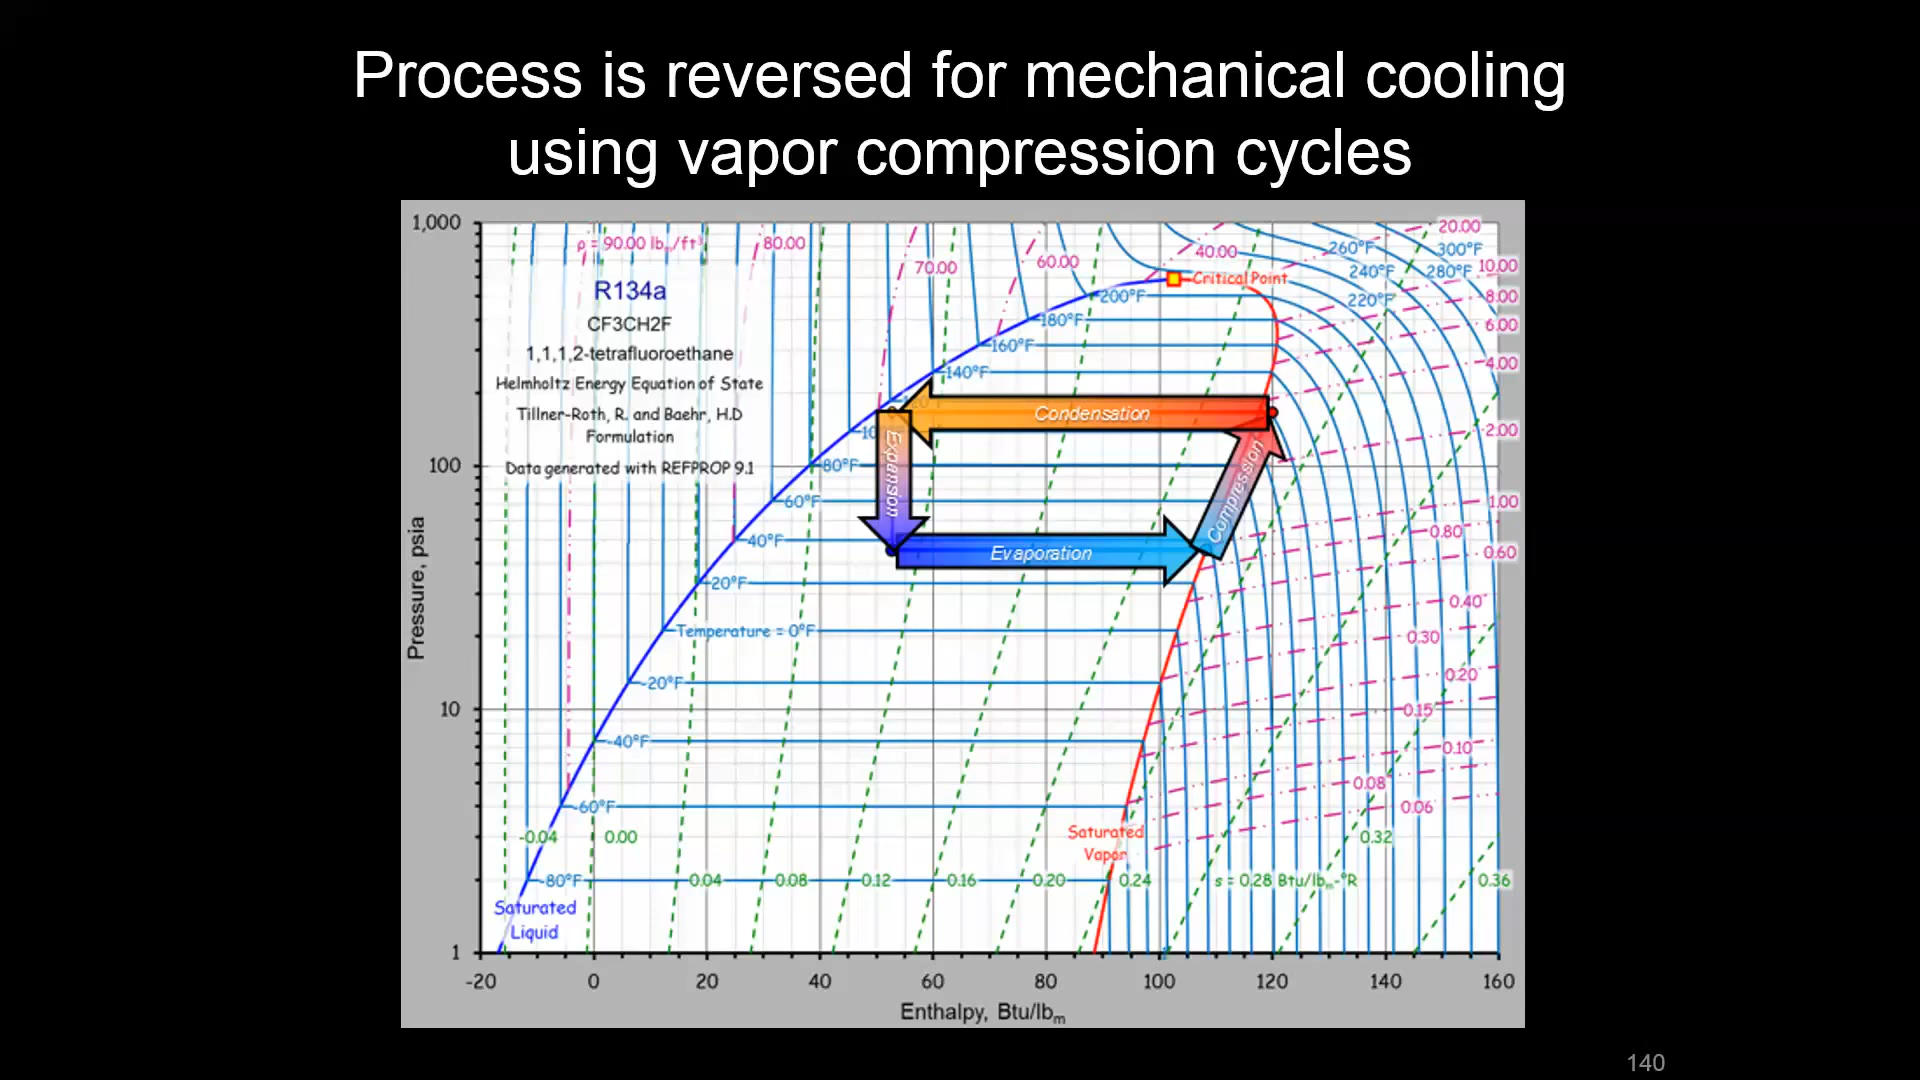 Process is reversed for mechanical cooling
using vapor compression cycles
1,000
100
10
1
Pressure, psia
ρ = 90.00 lbm/ft³
80.00
70.00
60.00
40.00
20.00
10.00
8.00
6.00
4.00
2.00
1.00
0.80
0.60
0.40
0.30
0.20
0.15
0.10
0.08
0.06
R134a
CF3CH2F
1,1,1,2-tetrafluoroethane
Helmholtz Energy Equation of State
Tillner-Roth, R. and Baehr, H.D
Formulation
Data generated with REFPROP 9.1
Critical Point
260°F
300°F
240°F
280°F
220°F
200°F
180°F
160°F
140°F
80°F
60°F
40°F
20°F
Temperature = 0°F
-20°F
-40°F
-60°F
-80°F
Condensation
Expansion
Compression
Evaporation
Saturated
Vapor
Saturated
Liquid
-0.04
0.00
0.04
0.08
0.12
0.16
0.20
0.24
s = 0.28 Btu/lbm-°R
0.32
0.36
-20
0
20
40
60
80
100
120
140
160
Enthalpy, Btu/lbm
140